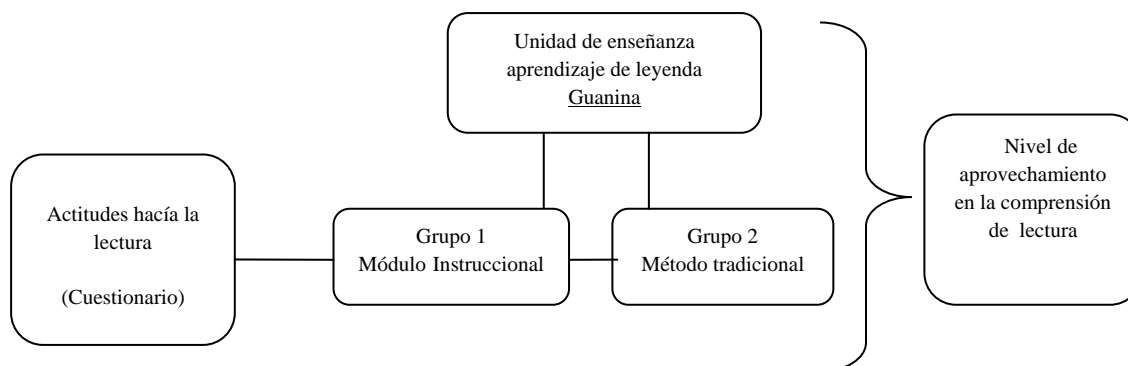 Unidad de enseñanza
aprendizaje de leyenda
Guanina
Actitudes hacía la
lectura
(Cuestionario)
Grupo 1
Módulo Instruccional
Grupo 2
Método tradicional
Nivel de
aprovechamiento
en la comprensión
de lectura